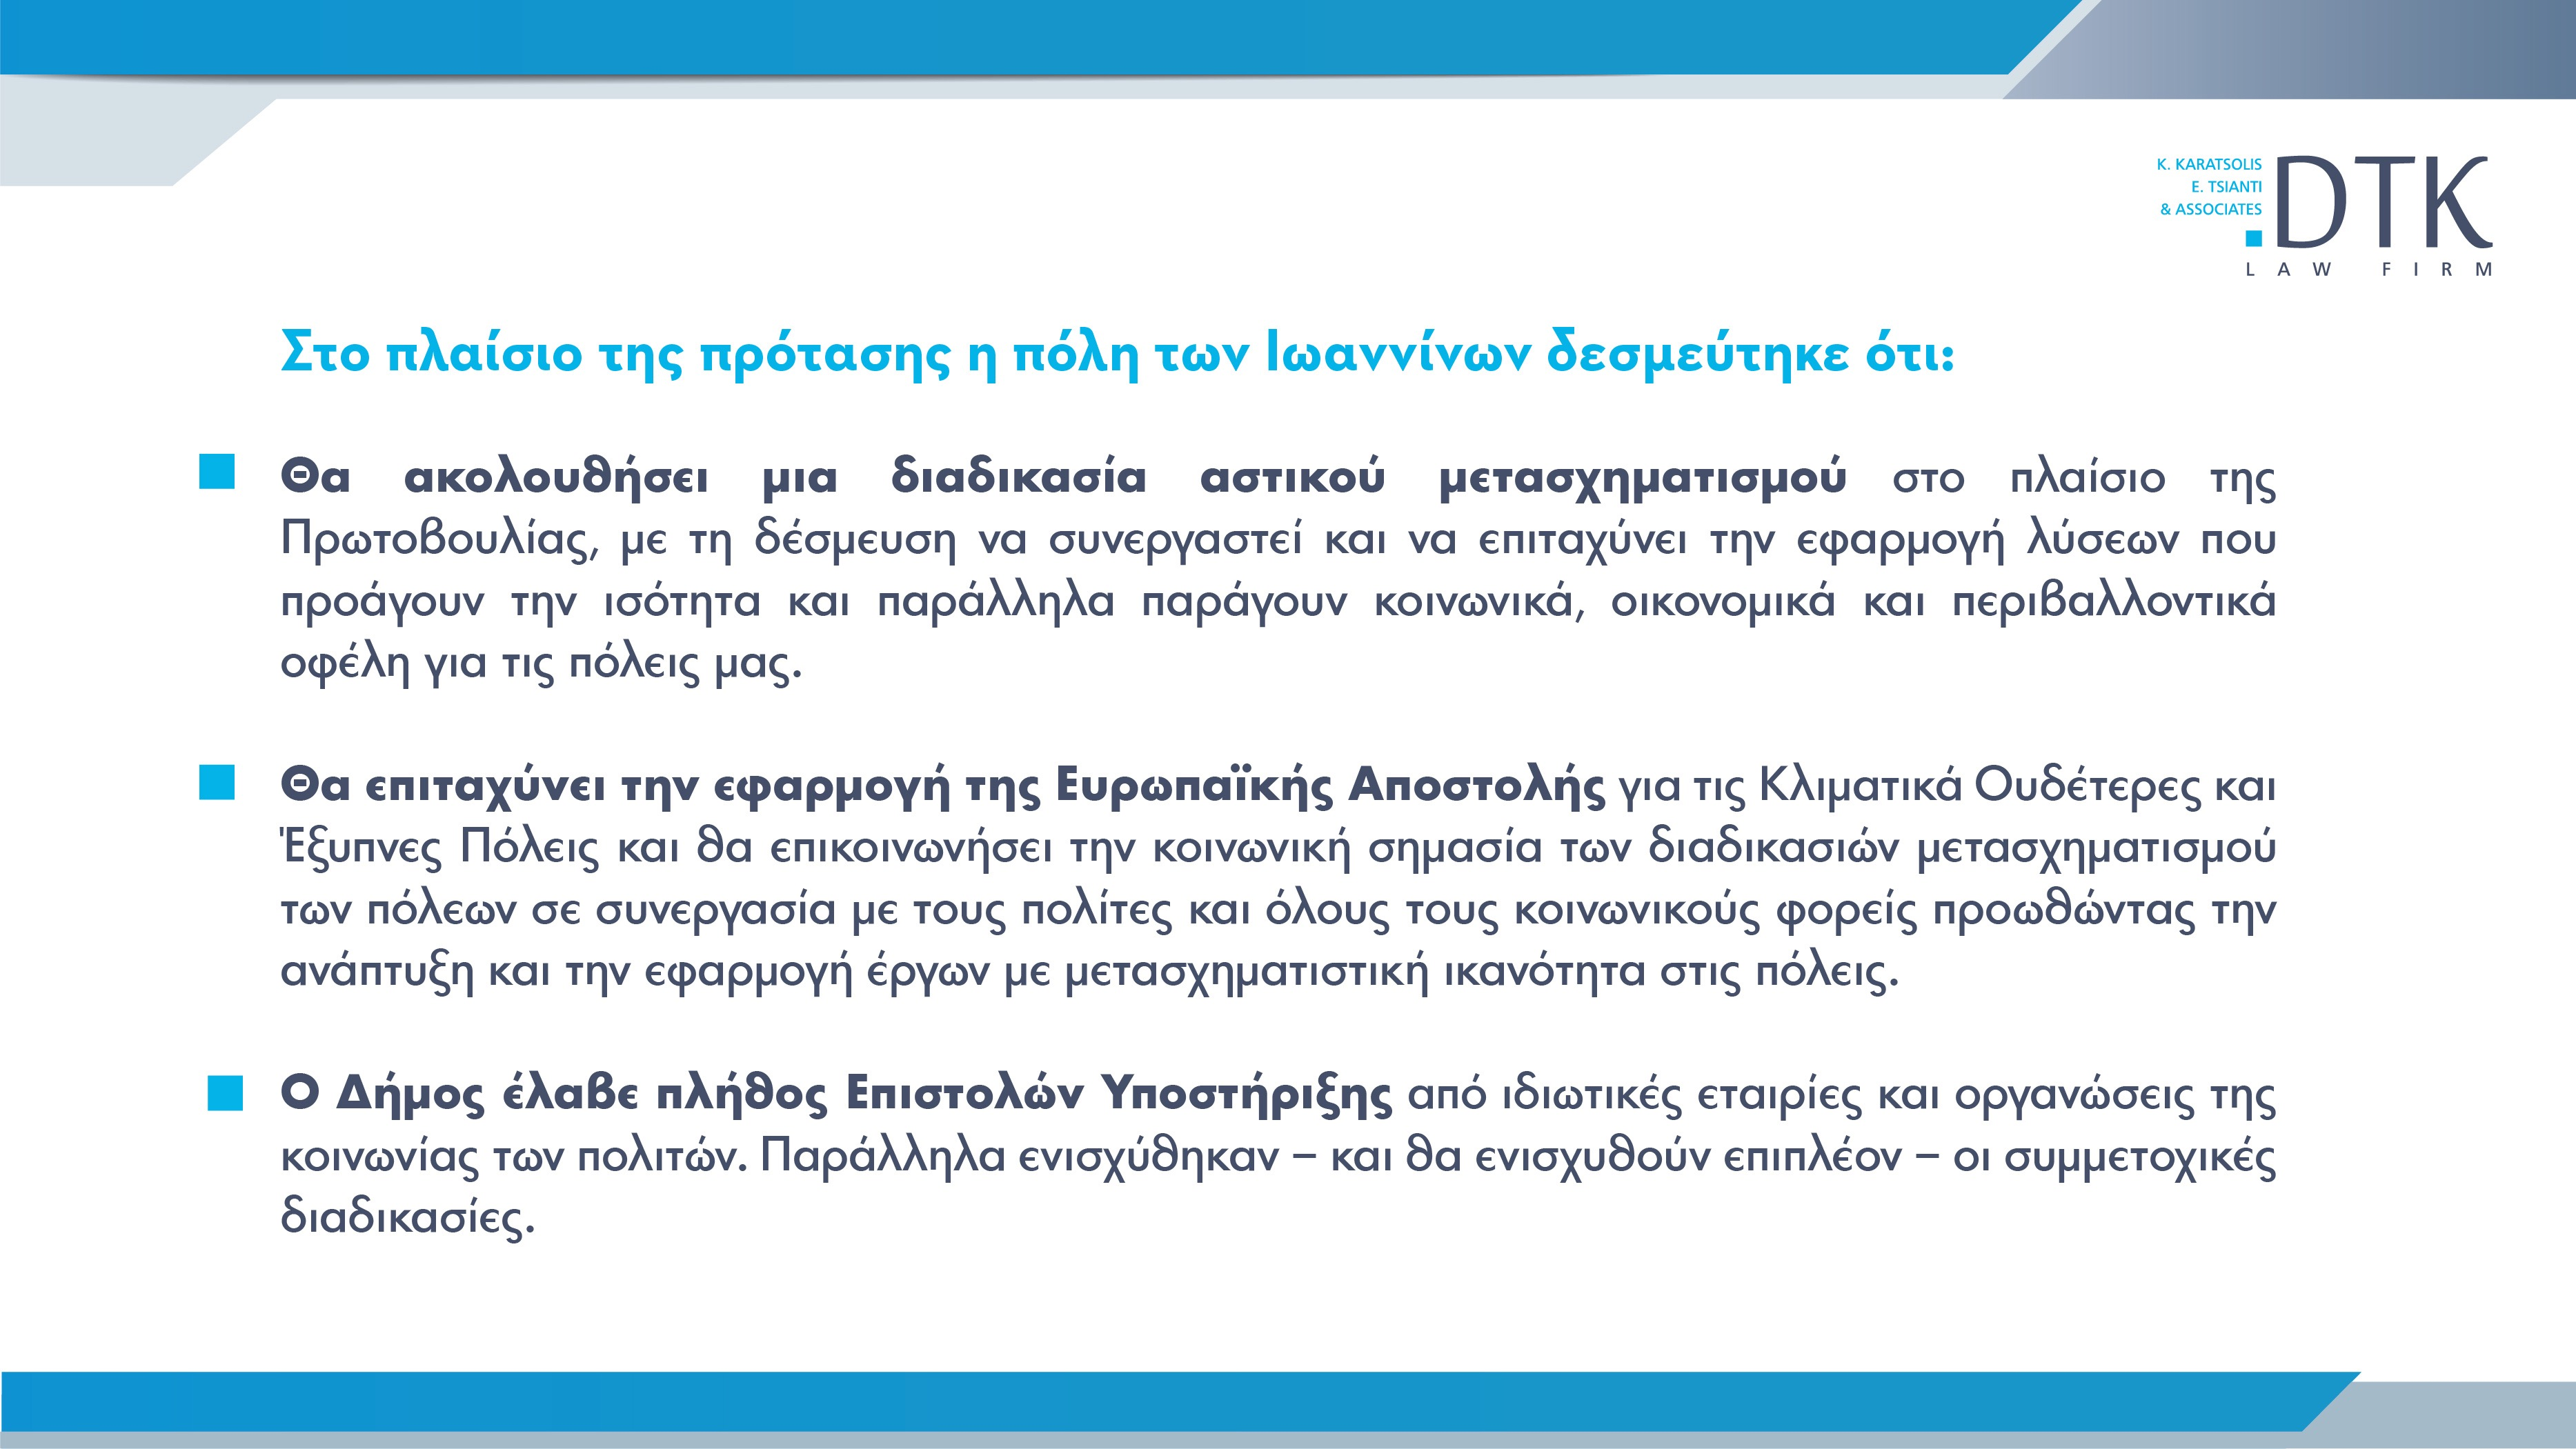 K. KARATSOLIS
E. TSIANTI
& ASSOCIATES
DTK
LAW FIRM
Στο πλαίσιο της πρότασης η πόλη των Ιωαννίνων δεσμεύτηκε ότι:
Θα ακολουθήσει μια διαδικασία αστικού μετασχηματισμού στο πλαίσιο της
Πρωτοβουλίας, με τη δέσμευση να συνεργαστεί και να επιταχύνει την εφαρμογή λύσεων που
προάγουν την ισότητα και παράλληλα παράγουν κοινωνικά, οικονομικά και περιβαλλοντικά
οφέλη για τις πόλεις μας.
Θα επιταχύνει την εφαρμογή της Ευρωπαϊκής Αποστολής για τις Κλιματικά Ουδέτερες και
Έξυπνες Πόλεις και θα επικοινωνήσει την κοινωνική σημασία των διαδικασιών μετασχηματισμού
των πόλεων σε συνεργασία με τους πολίτες και όλους τους κοινωνικούς φορείς προωθώντας την
ανάπτυξη και την εφαρμογή έργων με μετασχηματιστική ικανότητα στις πόλεις.
Ο Δήμος έλαβε πλήθος Επιστολών Υποστήριξης από ιδιωτικές εταιρίες και οργανώσεις της
κοινωνίας των πολιτών. Παράλληλα ενισχύθηκαν – και θα ενισχυθούν επιπλέον – οι συμμετοχικές
διαδικασίες.